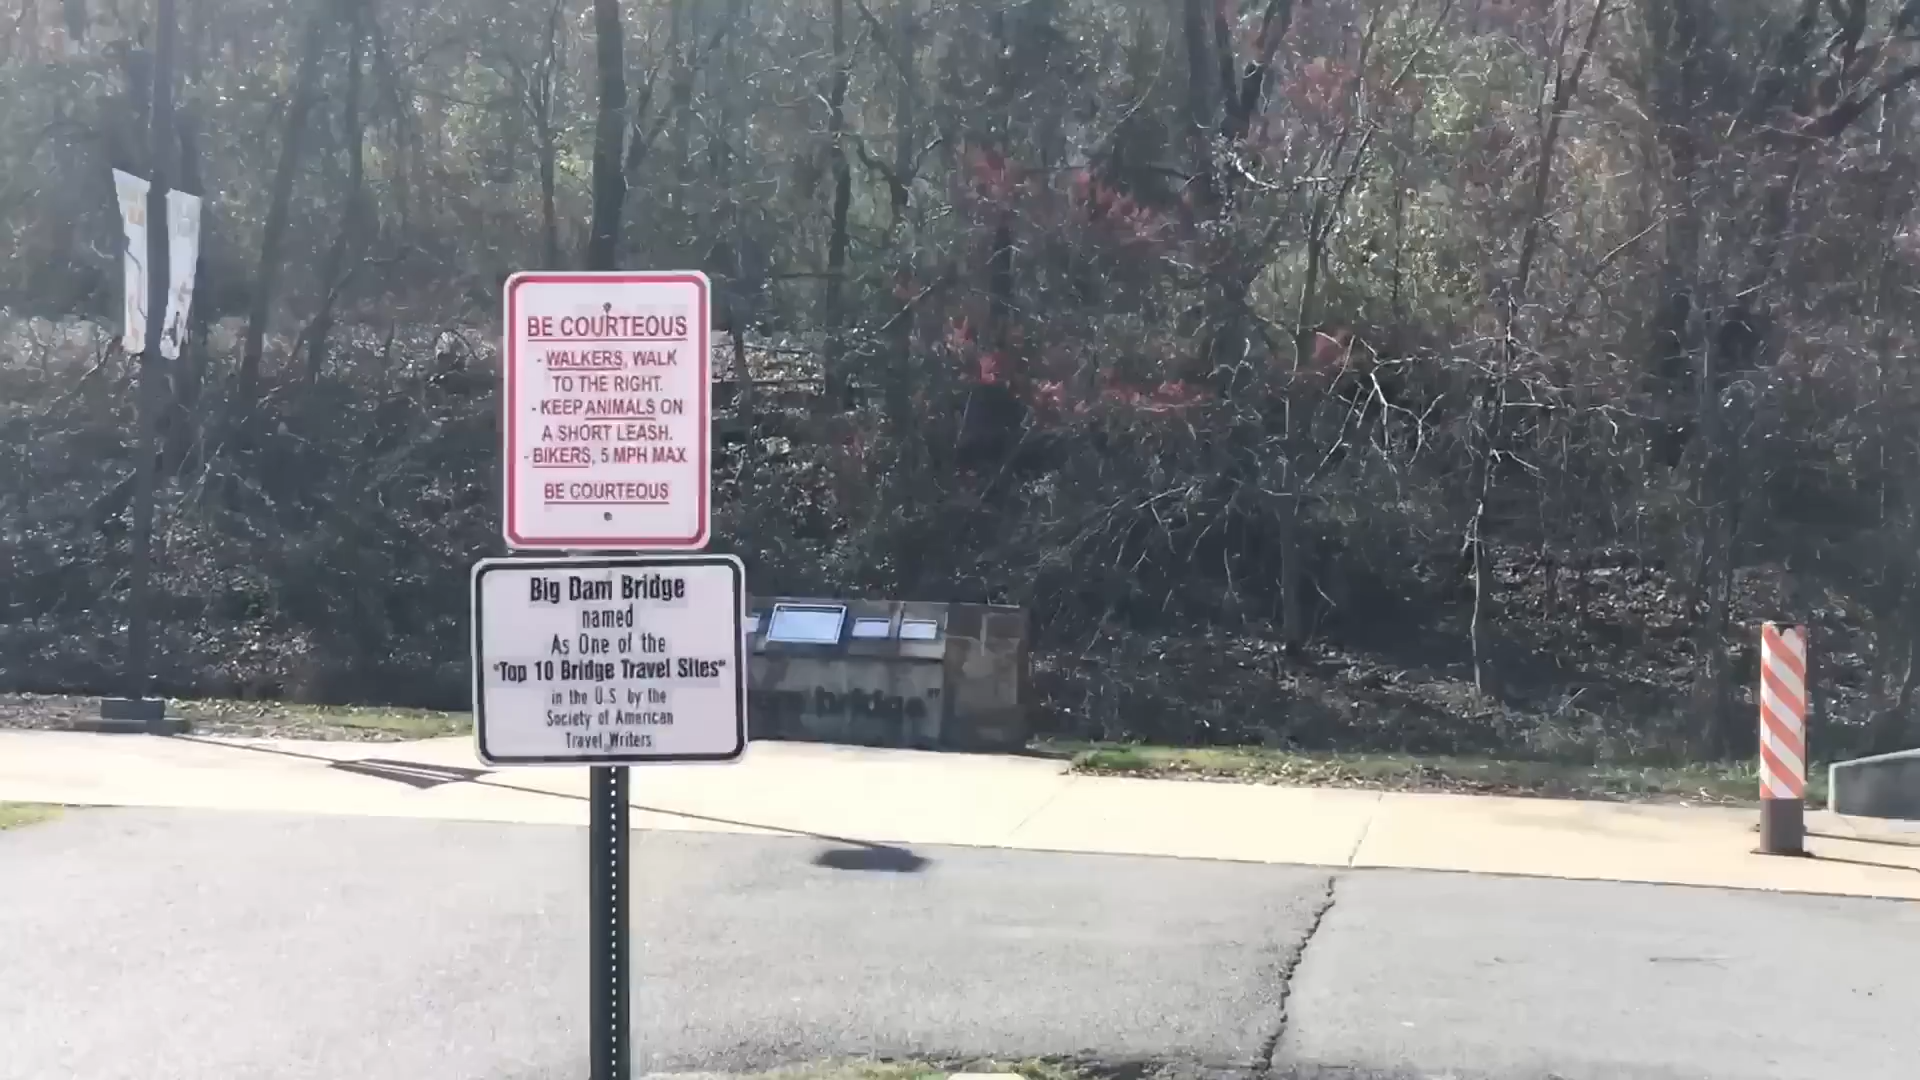 BE COURTEOUS
- WALKERS, WALK
TO THE RIGHT.
- KEEP ANIMALS ON
A SHORT LEASH.
- BIKERS, 5 MPH MAX
BE COURTEOUS
Big Dam Bridge
named
As One of the
"Top 10 Bridge Travel Sites"
in the U.S. by the
Society of American
Travel Writers
bridge"